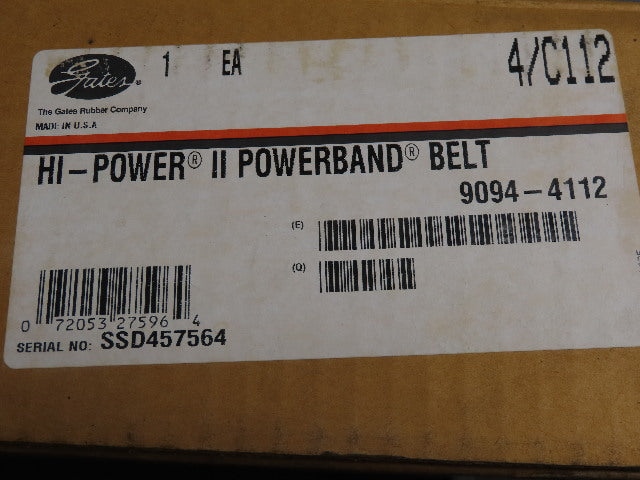 Gates® 1 EA 4/C112
The Gates Rubber Company
MADE IN U.S.A
HI-POWER® II POWERBAND® BELT
9094-4112
(E)
(Q)
0 72053 27596 4
SERIAL NO: SSD457564